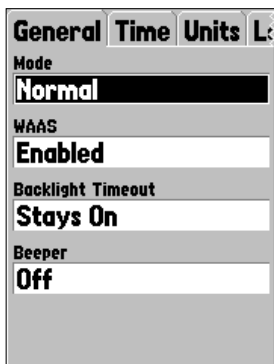 General Time Units
Mode
Normal
WAAS
Enabled
Backlight Timeout
Stays On
Beeper
Off